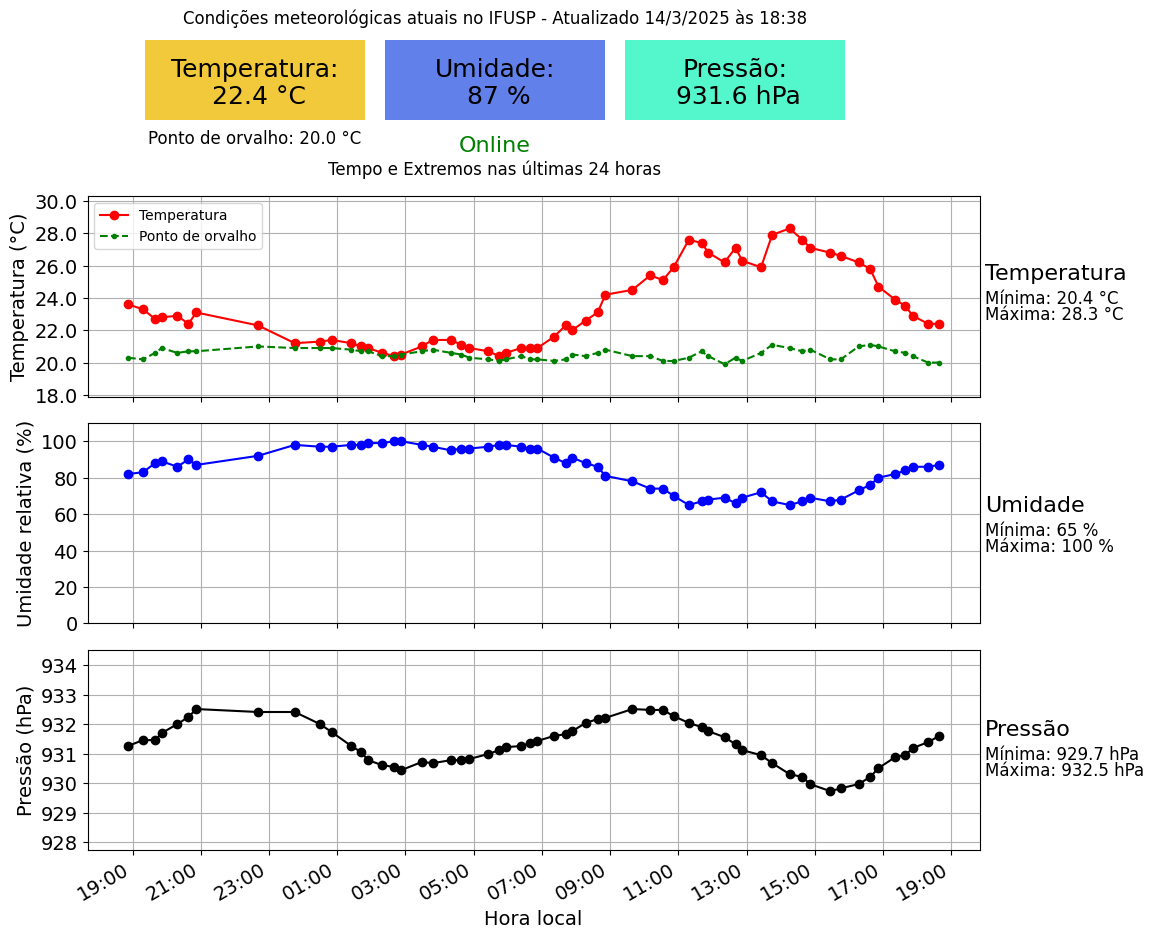 Condições meteorológicas atuais no IFUSP - Atualizado 14/3/2025 às 18:38
Temperatura:
22.4 °C
Umidade:
87 %
Pressão:
931.6 hPa
Ponto de orvalho: 20.0 °C
Online
Tempo e Extremos nas últimas 24 horas
Temperatura (°C)
30.0
28.0
26.0
24.0
22.0
20.0
18.0
Temperatura
Ponto de orvalho
Temperatura
Mínima: 20.4 °C
Máxima: 28.3 °C
Umidade relativa (%)
100
80
60
40
20
0
Umidade
Mínima: 65 %
Máxima: 100 %
Pressão (hPa)
934
933
932
931
930
929
928
Pressão
Mínima: 929.7 hPa
Máxima: 932.5 hPa
19:00 21:00 23:00 01:00 03:00 05:00 07:00 09:00 11:00 13:00 15:00 17:00 19:00
Hora local